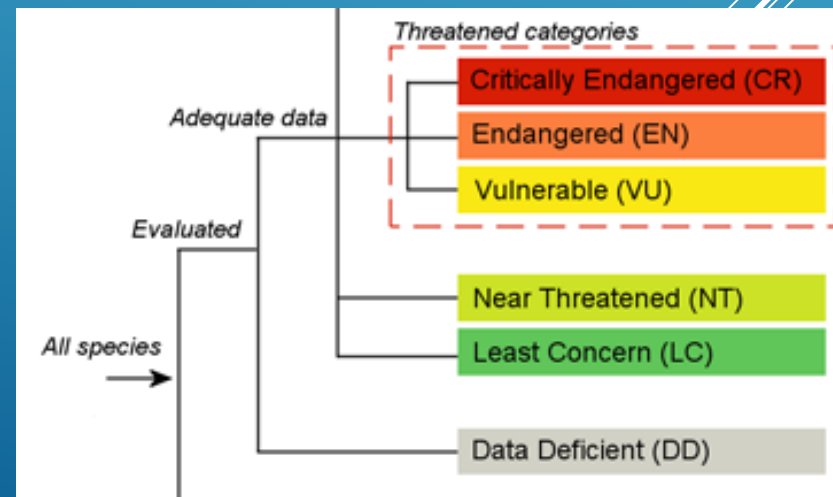 Threatened categories
Critically Endangered (CR)
Adequate data
Endangered (EN)
Vulnerable (VU)
Evaluated
Near Threatened (NT)
All species
Least Concern (LC)
Data Deficient (DD)